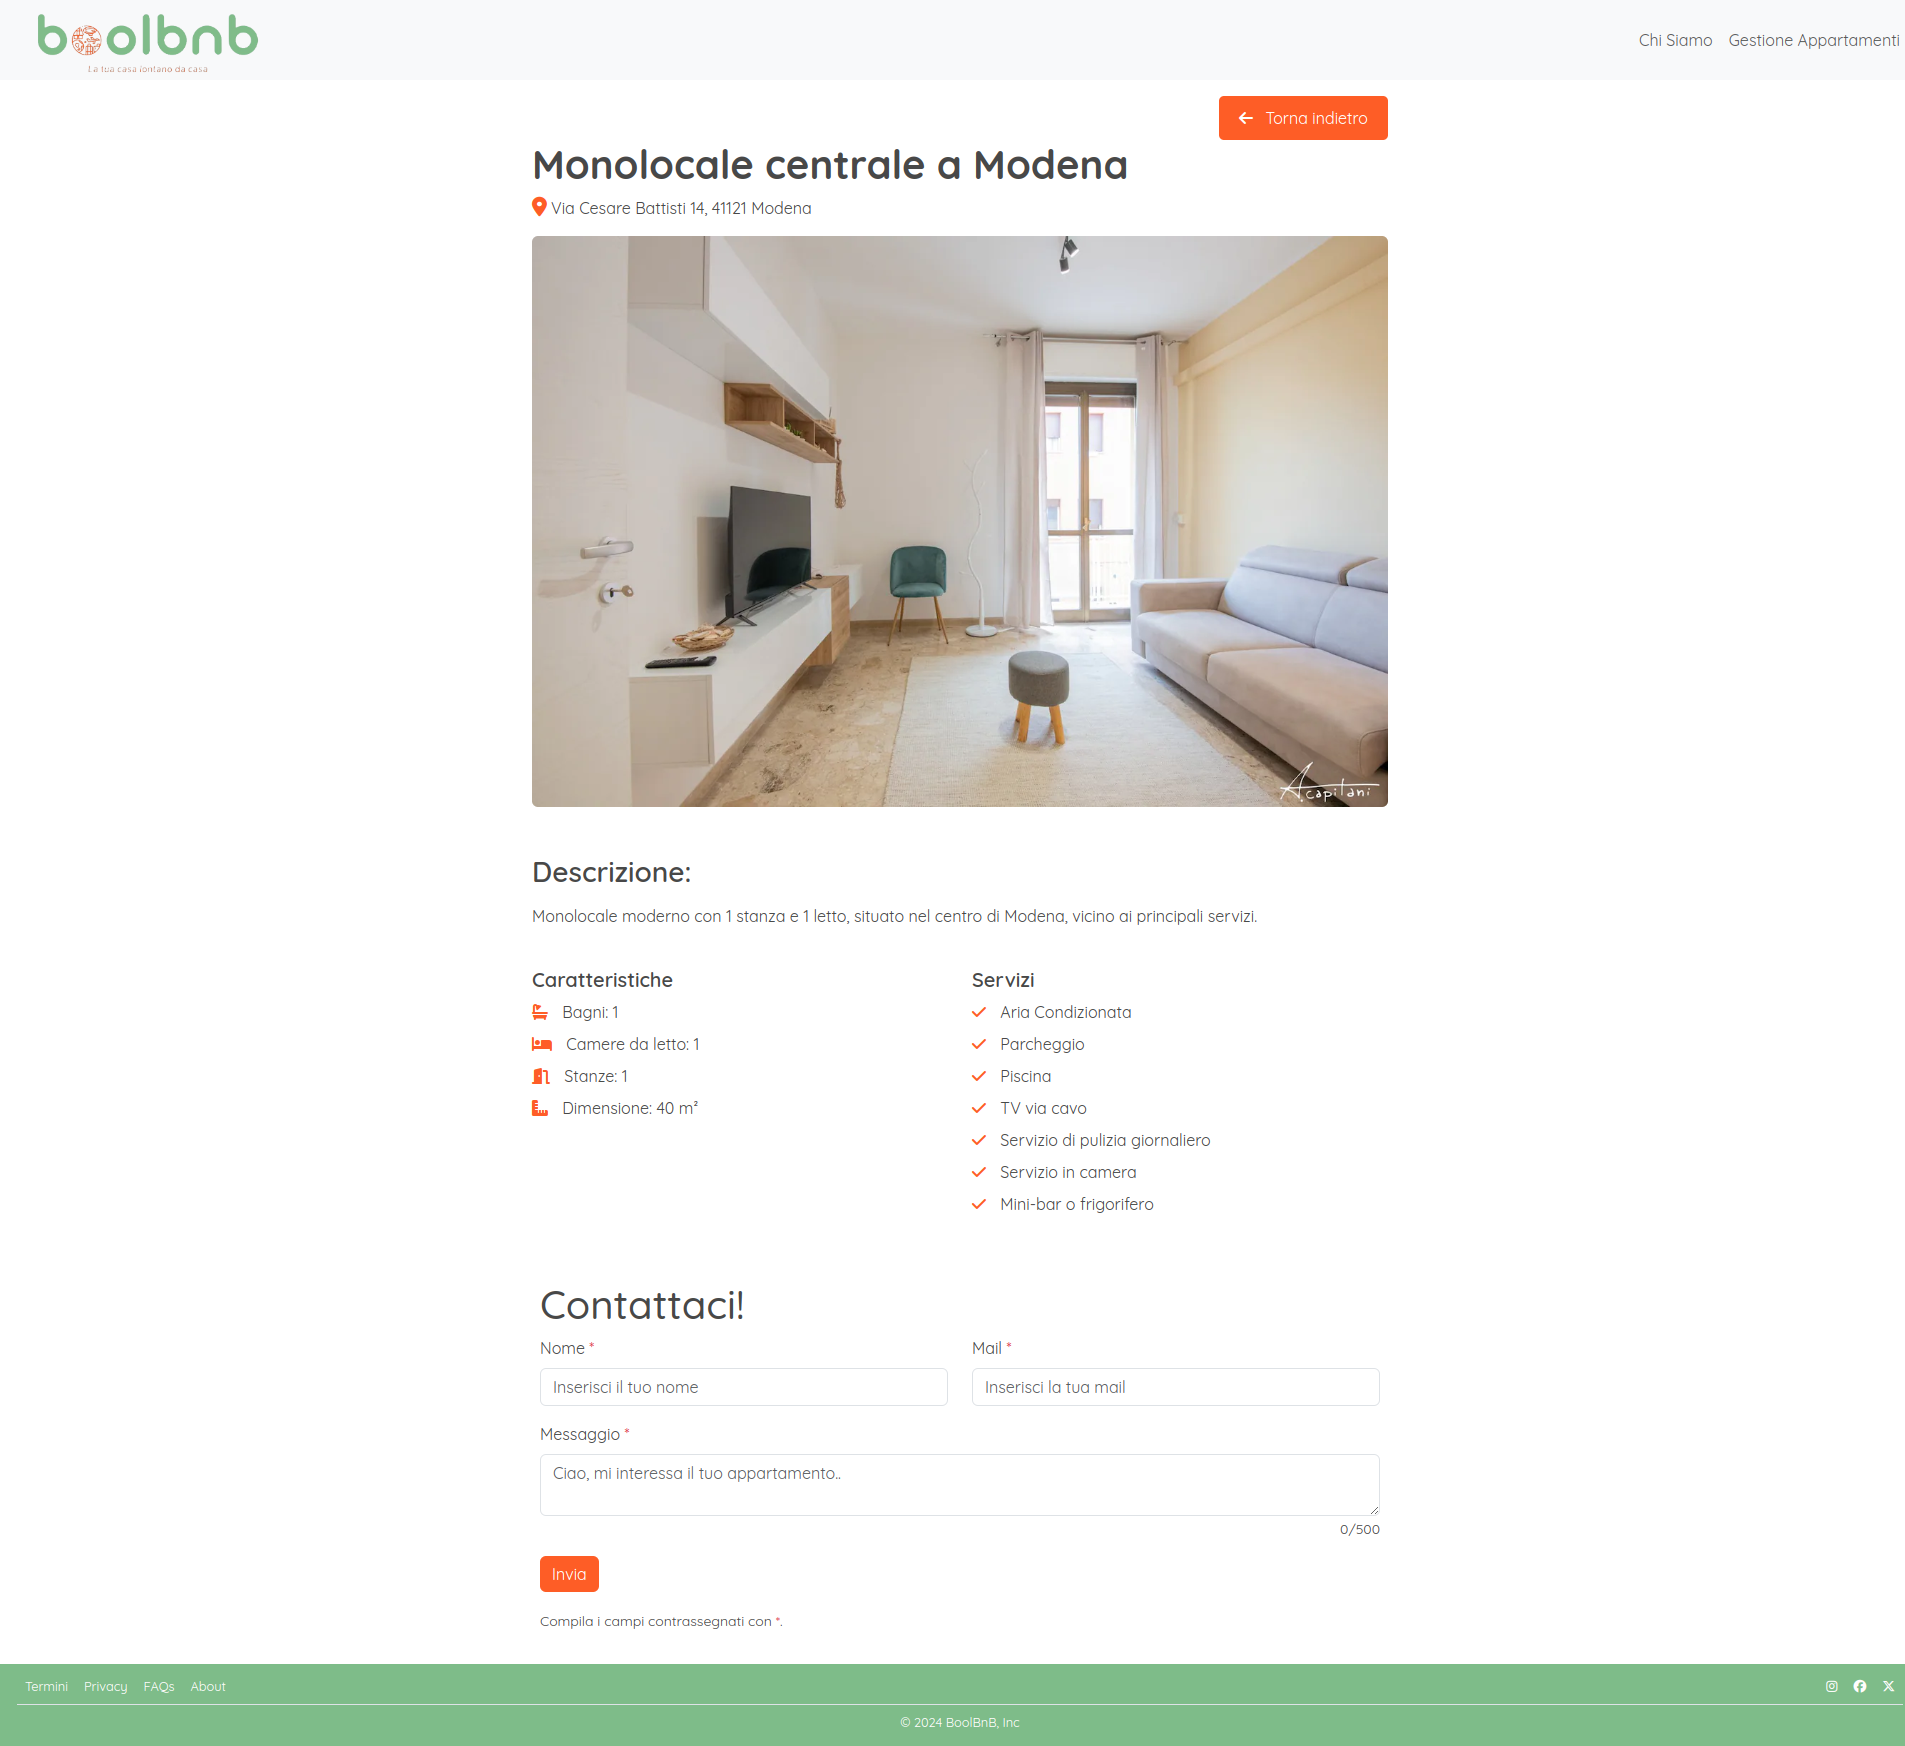 boolbnb
La tua casa lontano da casa
Chi Siamo Gestione Appartamenti
Torna indietro
Monolocale centrale a Modena
Via Cesare Battisti 14, 41121 Modena
A.capitani
Descrizione:
Monolocale moderno con 1 stanza e 1 letto, situato nel centro di Modena, vicino ai principali servizi.
Caratteristiche
Bagni: 1
Camere da letto: 1
Stanze: 1
Dimensione: 40 m²
Servizi
Aria Condizionata
Parcheggio
Piscina
TV via cavo
Servizio di pulizia giornaliero
Servizio in camera
Mini-bar o frigorifero
Contattaci!
Nome *
Inserisci il tuo nome
Mail *
Inserisci la tua mail
Messaggio *
Ciao, mi interessa il tuo appartamento..
0/500
Invia
Compila i campi contrassegnati con *.
Termini Privacy FAQs About
© 2024 BoolBnB, Inc